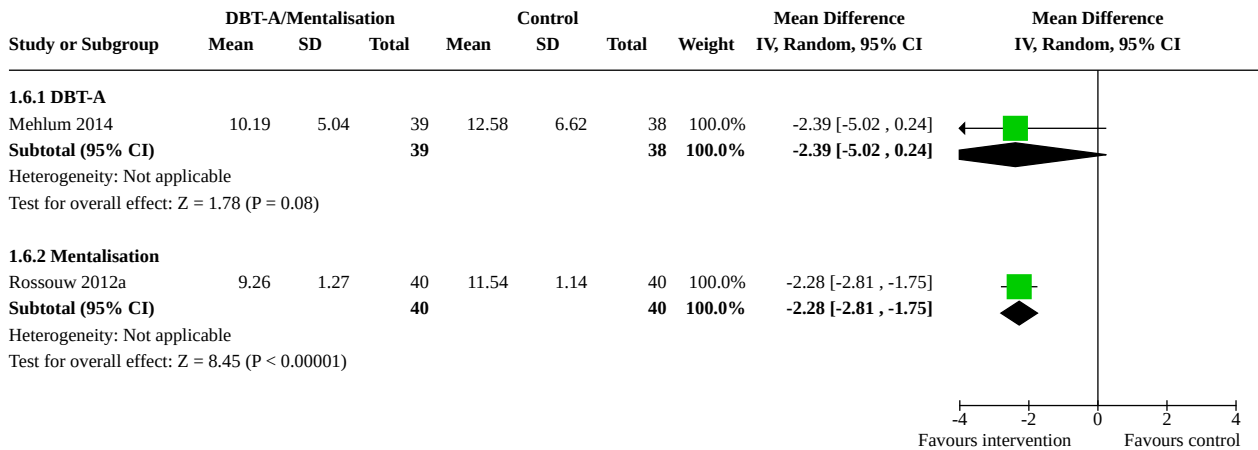 DBT-A/Mentalisation Control Mean Difference Mean Difference
Study or Subgroup Mean SD Total Mean SD Total Weight IV, Random, 95% CI IV, Random, 95% CI
1.6.1 DBT-A
Mehlum 2014 10.19 5.04 39 12.58 6.62 38 100.0% -2.39 [-5.02 , 0.24]
Subtotal (95% CI) 39 38 100.0% -2.39 [-5.02 , 0.24]
Heterogeneity: Not applicable
Test for overall effect: Z = 1.78 (P = 0.08)
1.6.2 Mentalisation
Rossouw 2012a 9.26 1.27 40 11.54 1.14 40 100.0% -2.28 [-2.81 , -1.75]
Subtotal (95% CI) 40 40 100.0% -2.28 [-2.81 , -1.75]
Heterogeneity: Not applicable
Test for overall effect: Z = 8.45 (P < 0.00001)
-4 -2 0 2 4
Favours intervention Favours control